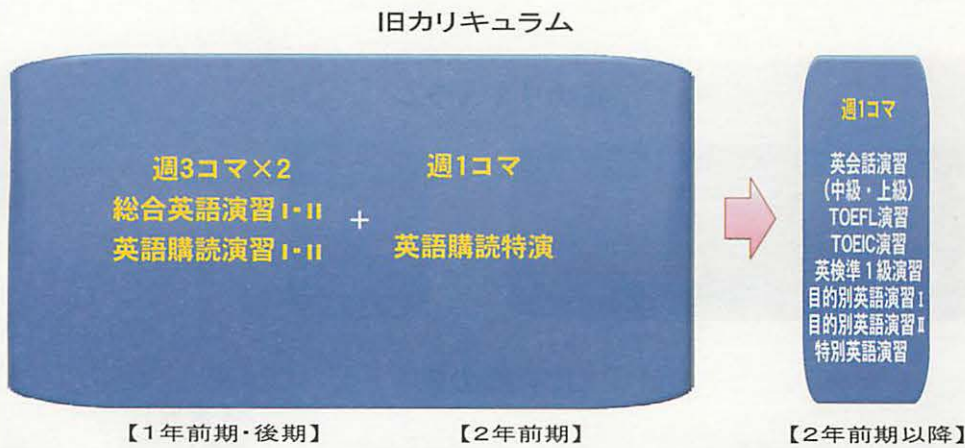 旧カリキュラム
週3コマ×2
総合英語演習 I・II
英語購読演習 I・II
+
週1コマ
英語購読特演
週1コマ
英会話演習
(中級・上級)
TOEFL演習
TOEIC演習
英検準1級演習
目的別英語演習 I
目的別英語演習 II
特別英語演習
【1年前期・後期】
【2年前期】
【2年前期以降】